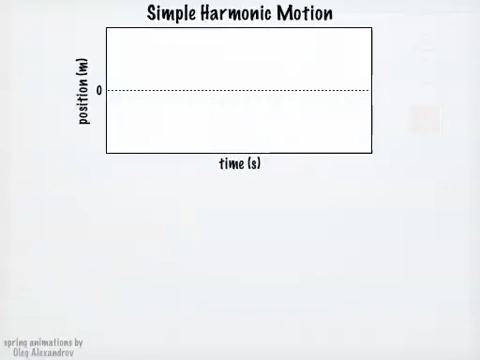 Simple Harmonic Motion
position (m)
0
time (s)
spring animations by
Oleg Alexandrov